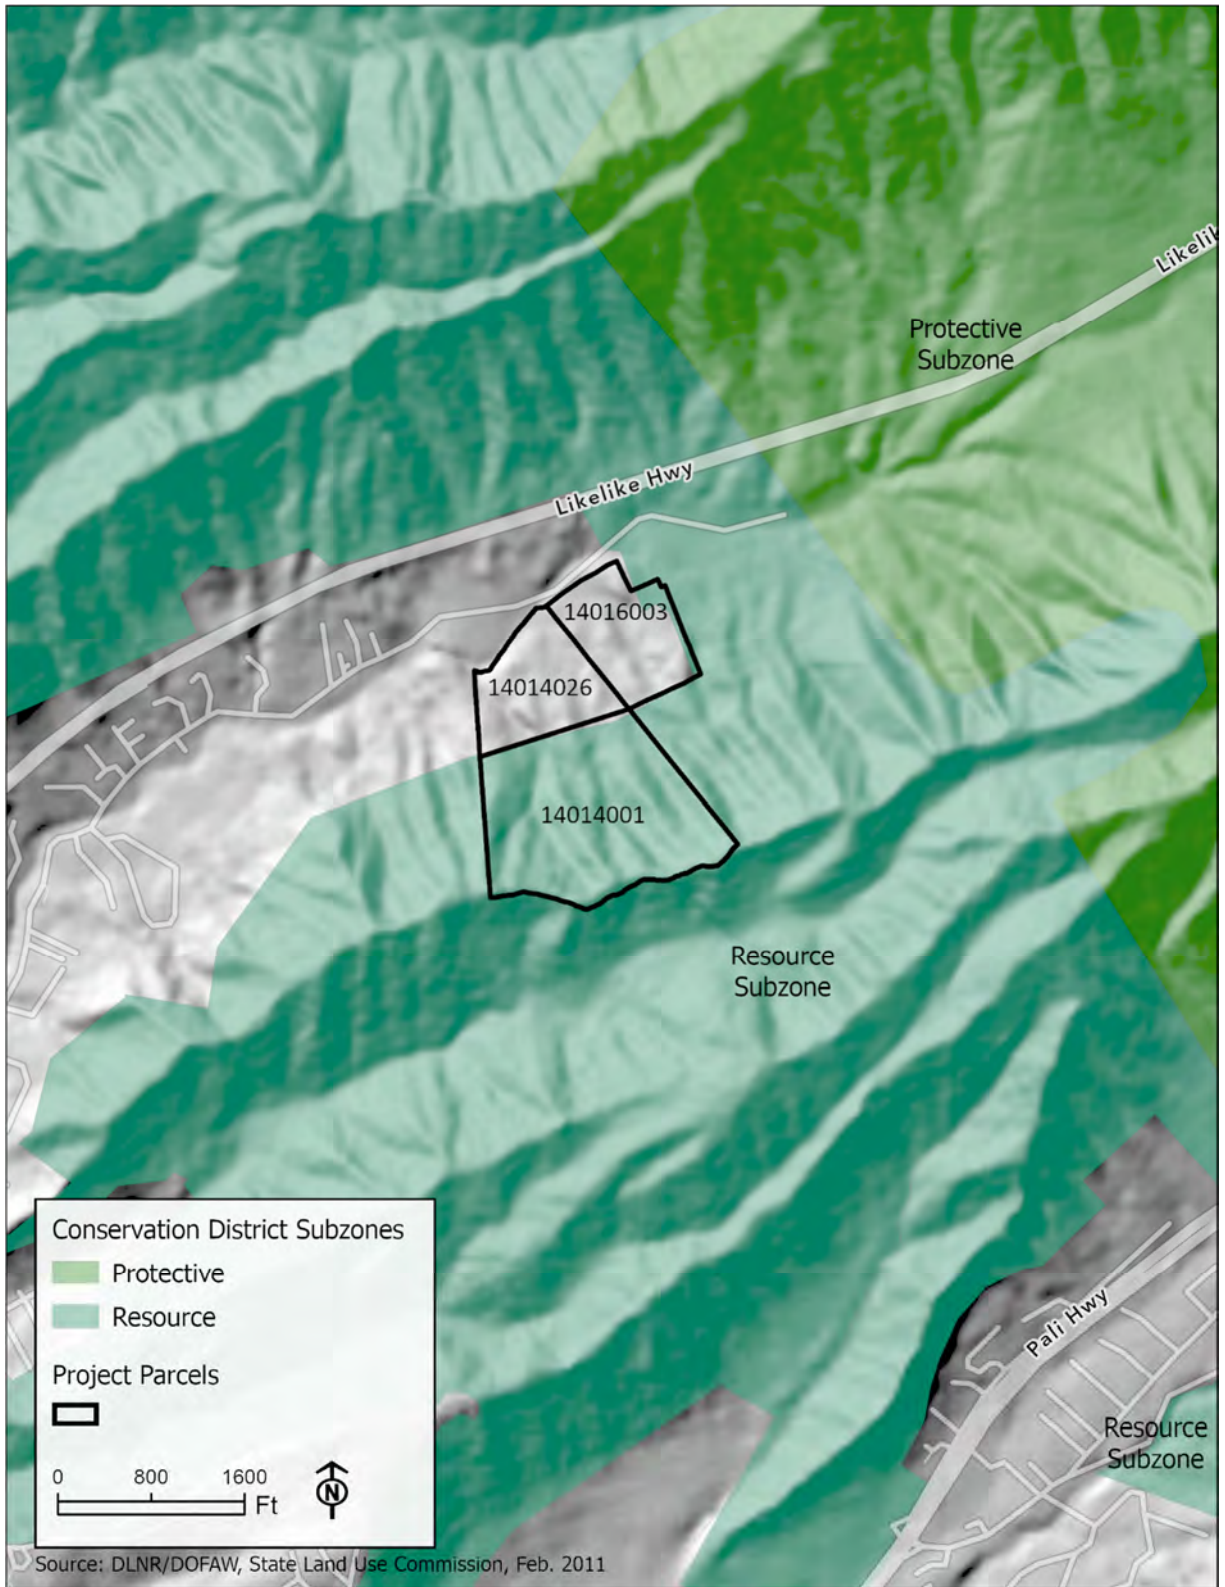 Likelik
Protective
Subzone
Likelike Hwy
14016003
14014026
14014001
Resource
Subzone
Conservation District Subzones
Protective
Resource
Project Parcels
0 800 1600
Ft
N
Pali Hwy
Resource
Subzone
Source: DLNR/DOFAW, State Land Use Commission, Feb. 2011